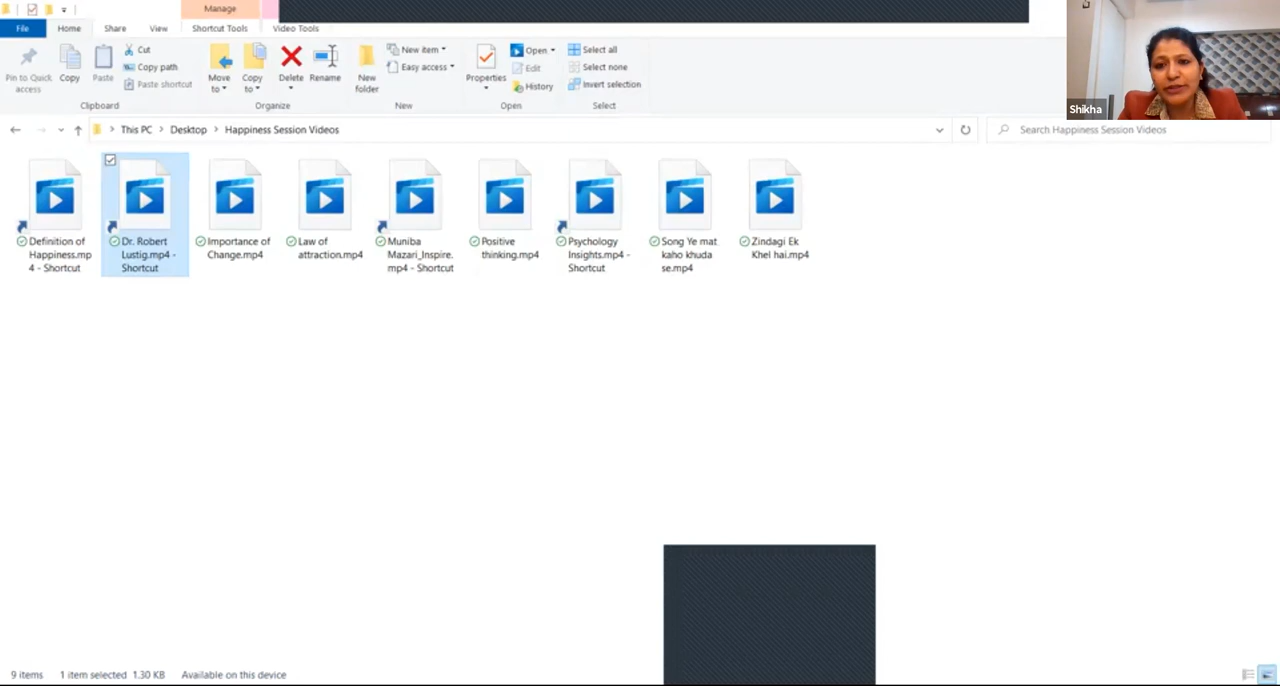 Manage
File
Home
Share
View
Shortcut Tools
Video Tools
Pin to Quick access
Copy
Paste
Cut
Copy path
Paste shortcut
Clipboard
Move to
Copy to
Delete
Rename
Organize
New folder
New item
Easy access
New
Properties
Open
Edit
History
Open
Select all
Select none
Invert selection
Select
Shikha
This PC
Desktop
Happiness Session Videos
Search Happiness Session Videos
Definition of
Happiness.mp
4 - Shortcut
Dr. Robert
Lustig.mp4 -
Shortcut
Importance of
Change.mp4
Law of
attraction.mp4
Muniba
Mazari_Inspire.
mp4 - Shortcut
Positive
thinking.mp4
Psychology
Insights.mp4 -
Shortcut
Song Ye mat
kaho khuda
se.mp4
Zindagi Ek
Khel hai.mp4
9 items
1 item selected 1.30 KB
Available on this device